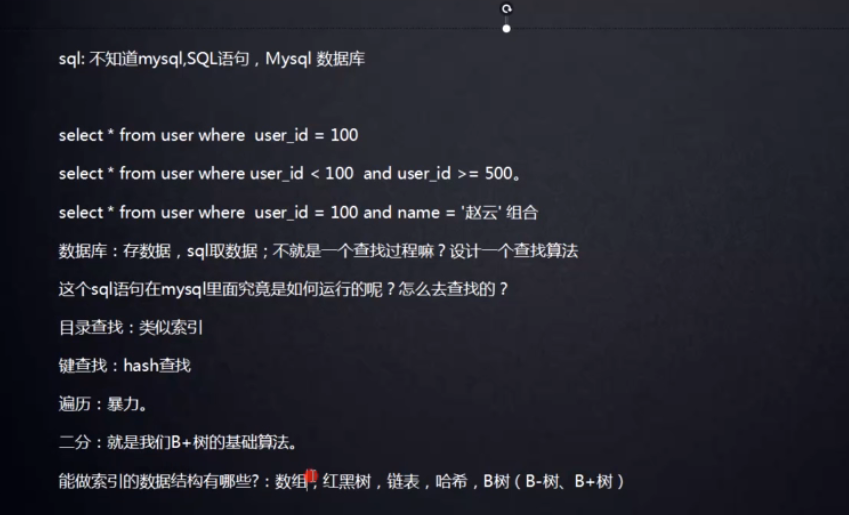 sql: 不知道mysql,SQL语句，Mysql 数据库
select * from user where  user_id = 100
select * from user where user_id < 100  and user_id >= 500。
select * from user where  user_id = 100 and name = '赵云' 组合
数据库：存数据，sql取数据；不就是一个查找过程嘛？设计一个查找算法
这个sql语句在mysql里面究竟是如何运行的呢？怎么去查找的？
目录查找：类似索引
键查找：hash查找
遍历：暴力。
二分：就是我们B+树的基础算法。
能做索引的数据结构有哪些?：数组，红黑树，链表，哈希，B树（B-树、B+树）